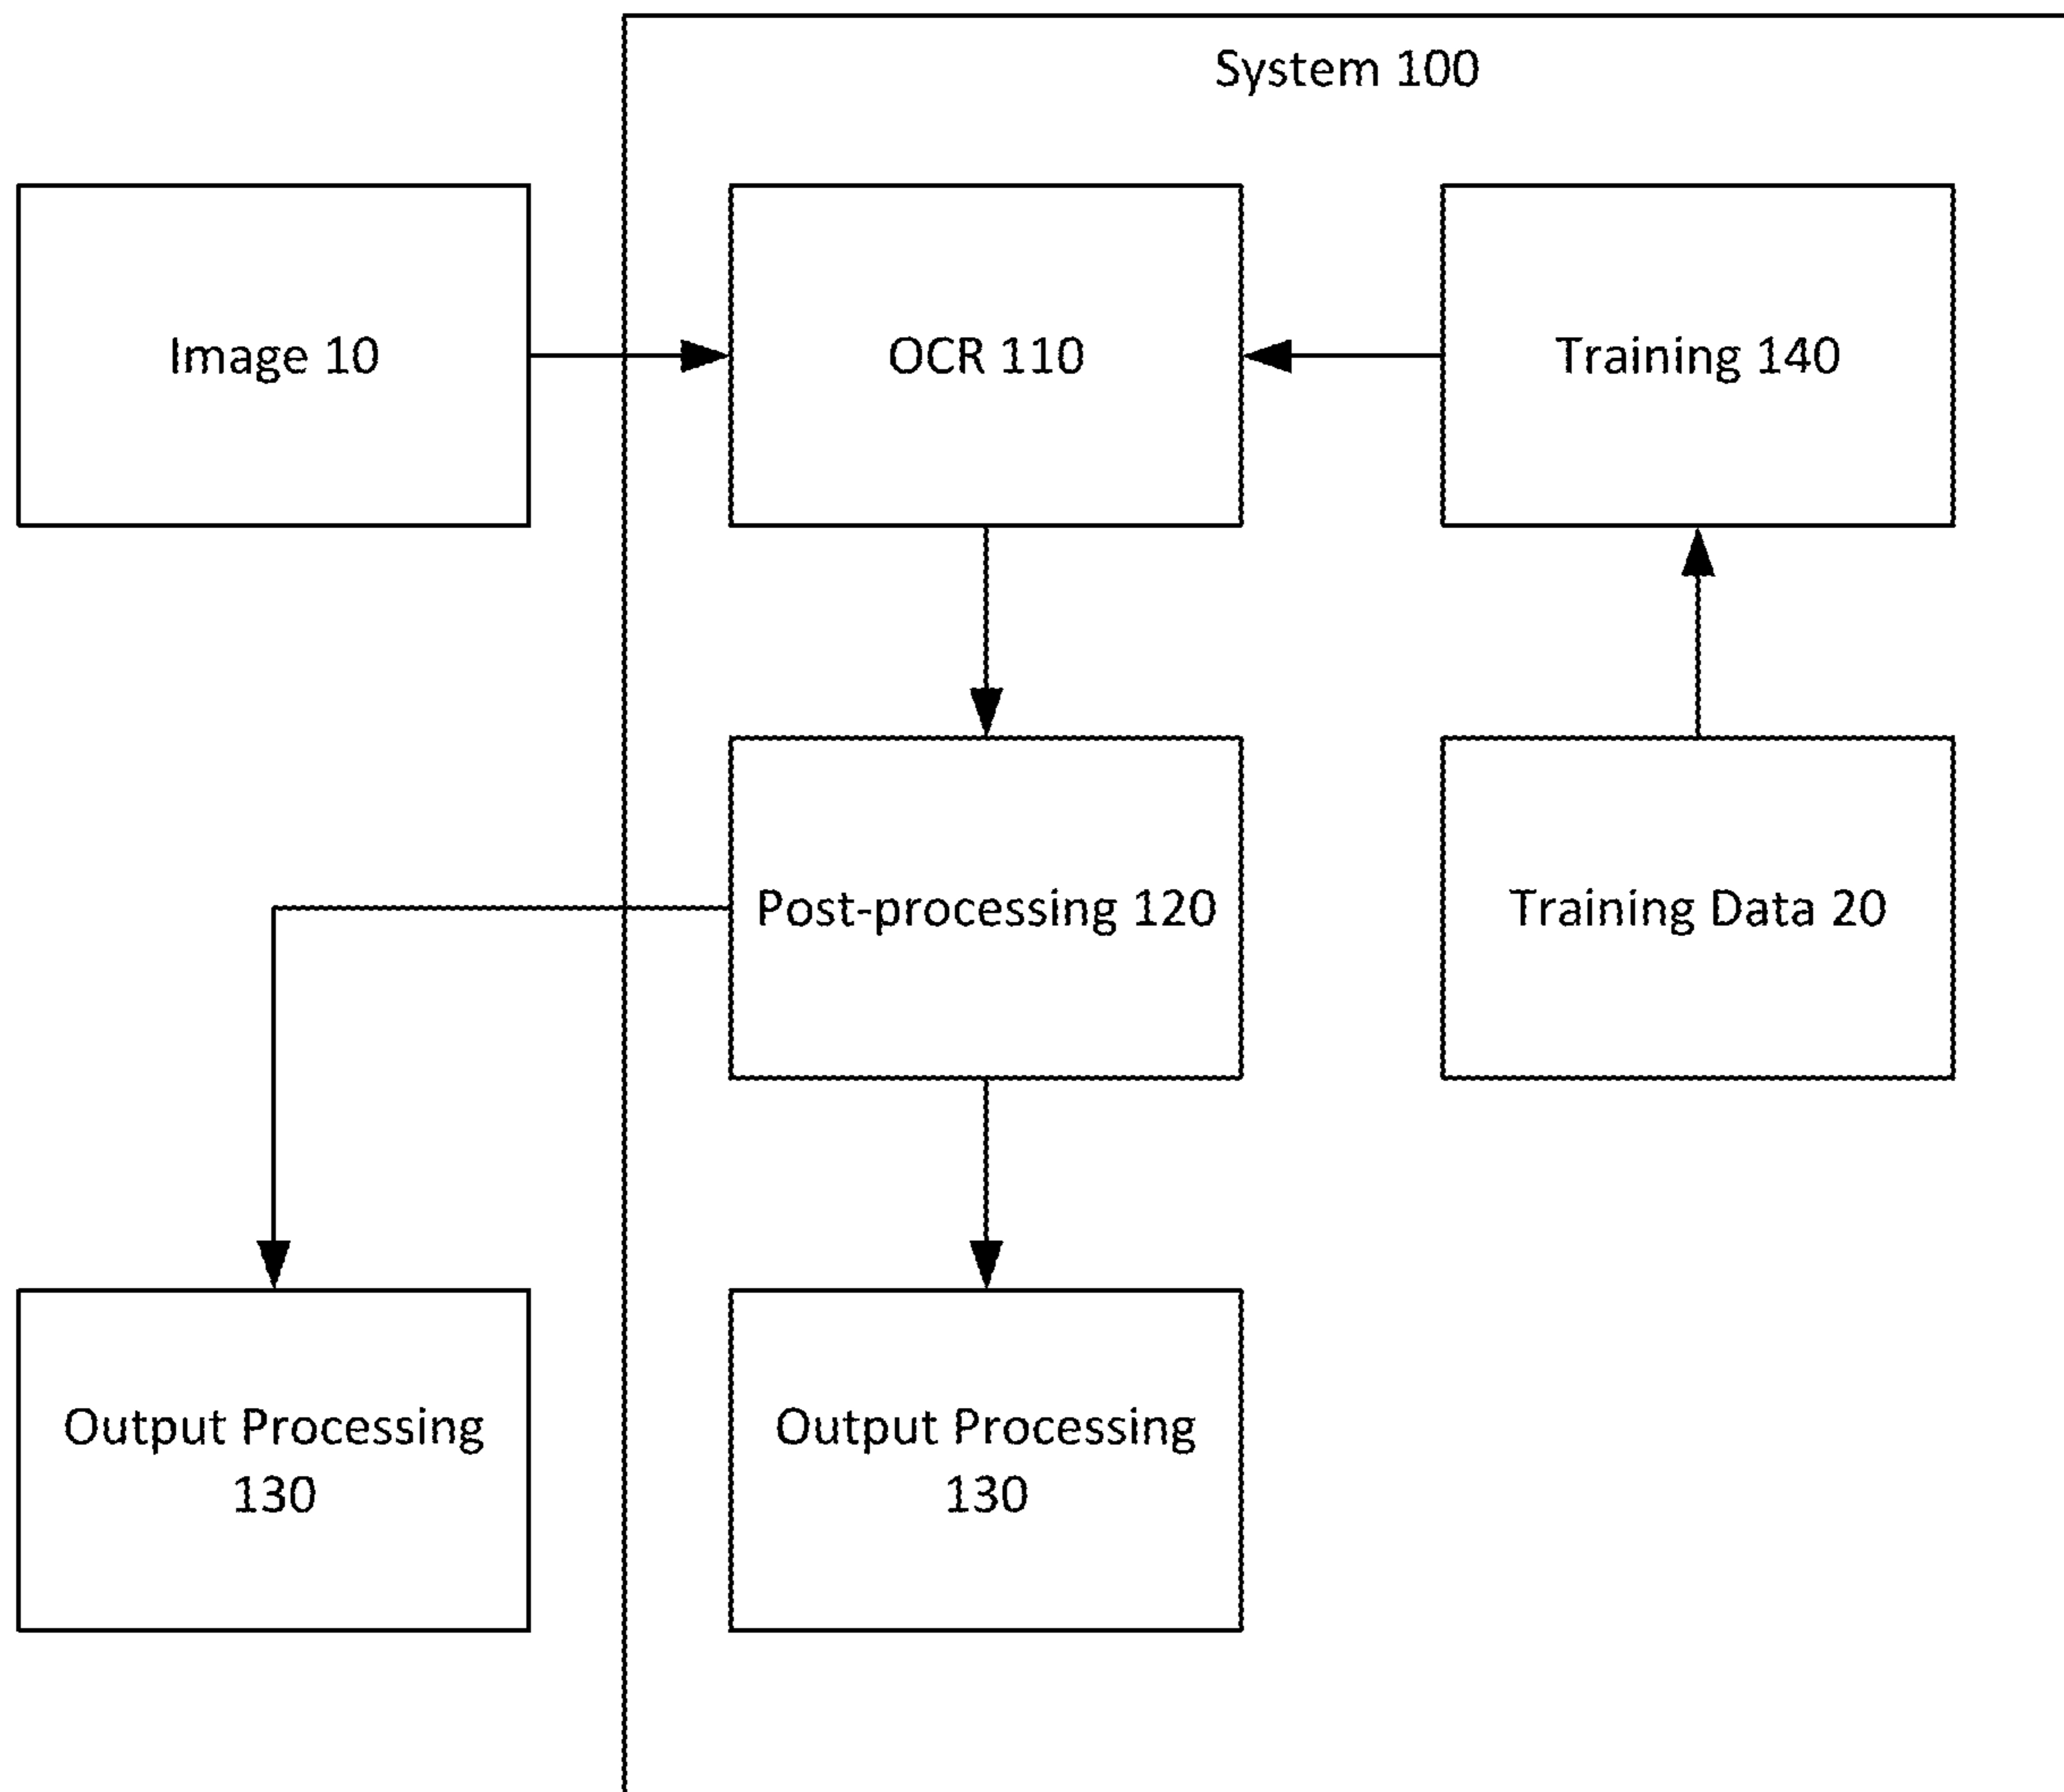 System 100
Image 10
OCR 110
Training 140
Post-processing 120
Training Data 20
Output Processing
130
Output Processing
130